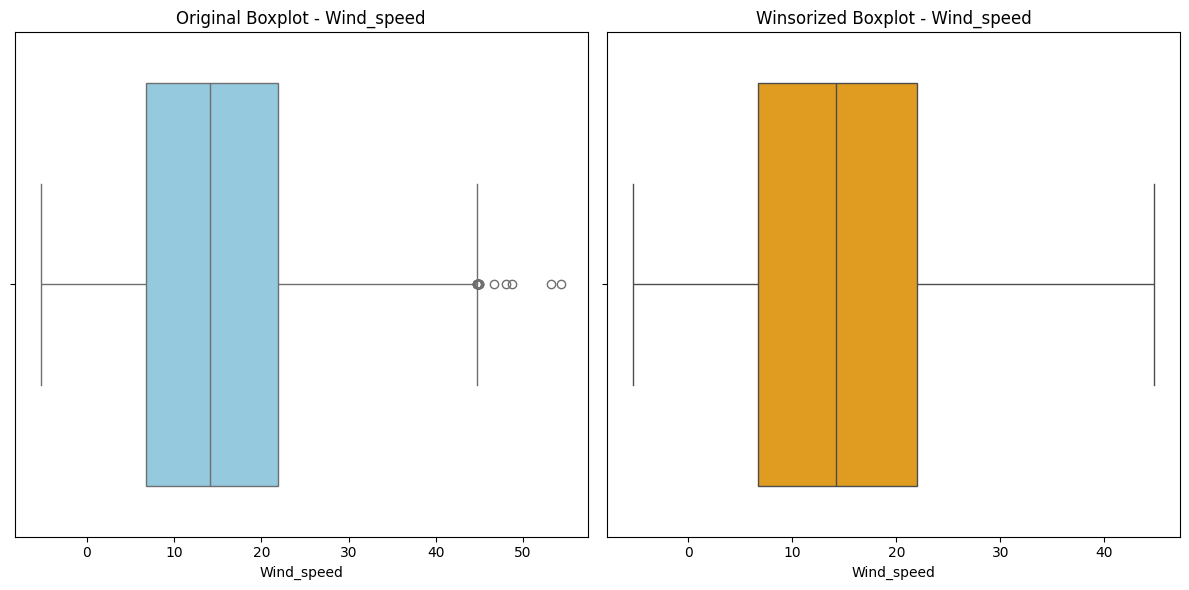 Original Boxplot - Wind_speed
0 10 20 30 40 50
Wind_speed
Winsorized Boxplot - Wind_speed
0 10 20 30 40
Wind_speed